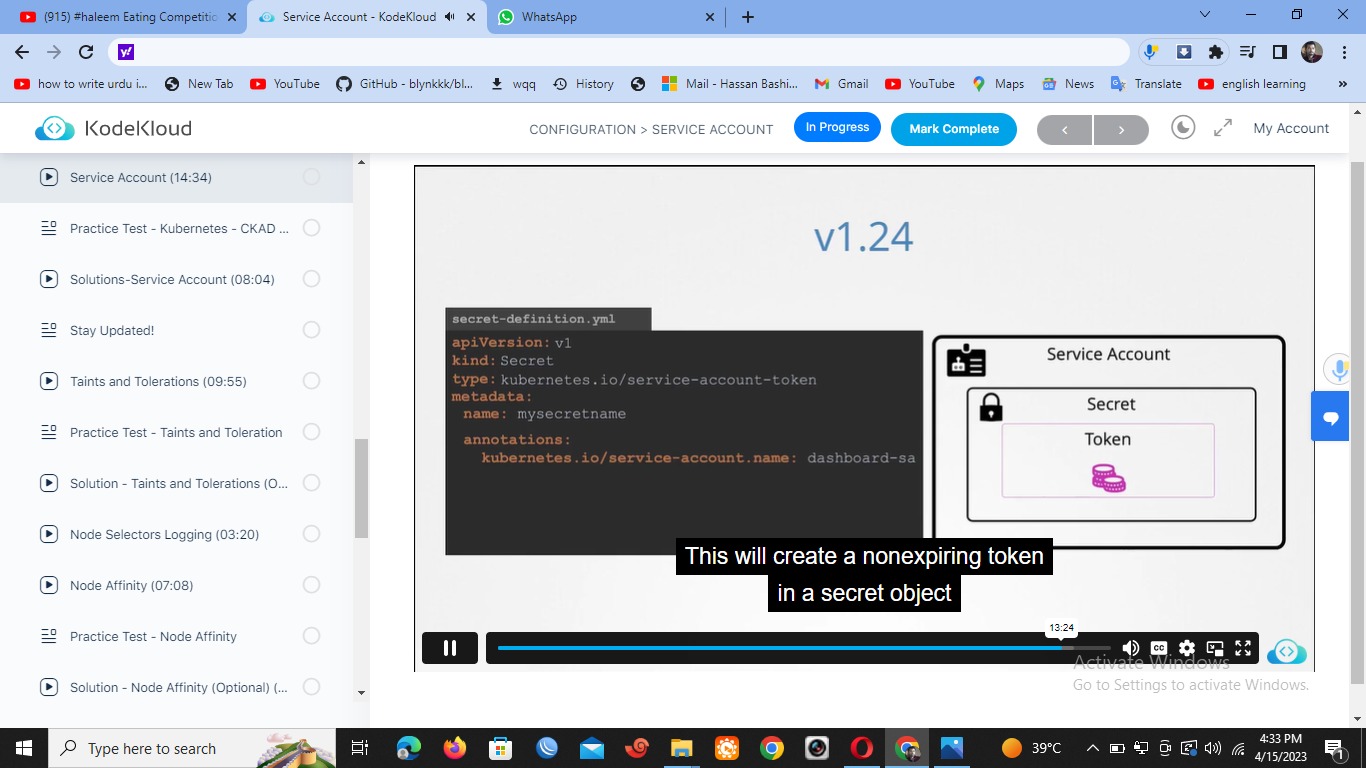 (915) #haleem Eating Competitio
Service Account - KodeKloud
WhatsApp
how to write urdu i...
New Tab
YouTube
GitHub - blynkkk/bl...
wqq
History
Mail - Hassan Bashi...
Gmail
YouTube
Maps
News
Translate
english learning
»
KodeKloud
CONFIGURATION > SERVICE ACCOUNT
In Progress
Mark Complete
<
>
My Account
Service Account (14:34)
Practice Test - Kubernetes - CKAD ...
Solutions-Service Account (08:04)
Stay Updated!
Taints and Tolerations (09:55)
Practice Test - Taints and Toleration
Solution - Taints and Tolerations (O...
Node Selectors Logging (03:20)
Node Affinity (07:08)
Practice Test - Node Affinity
Solution - Node Affinity (Optional) (...
v1.24
secret-definition.yml
apiVersion: v1
kind: Secret
type: kubernetes.io/service-account-token
metadata:
name: mysecretname
annotations:
kubernetes.io/service-account.name: dashboard-sa
Service Account
Secret
Token
This will create a nonexpiring token
in a secret object
13:24
CC
Activate Windows
Go to Settings to activate Windows.
Type here to search
39°C
4:33 PM
4/15/2023
1